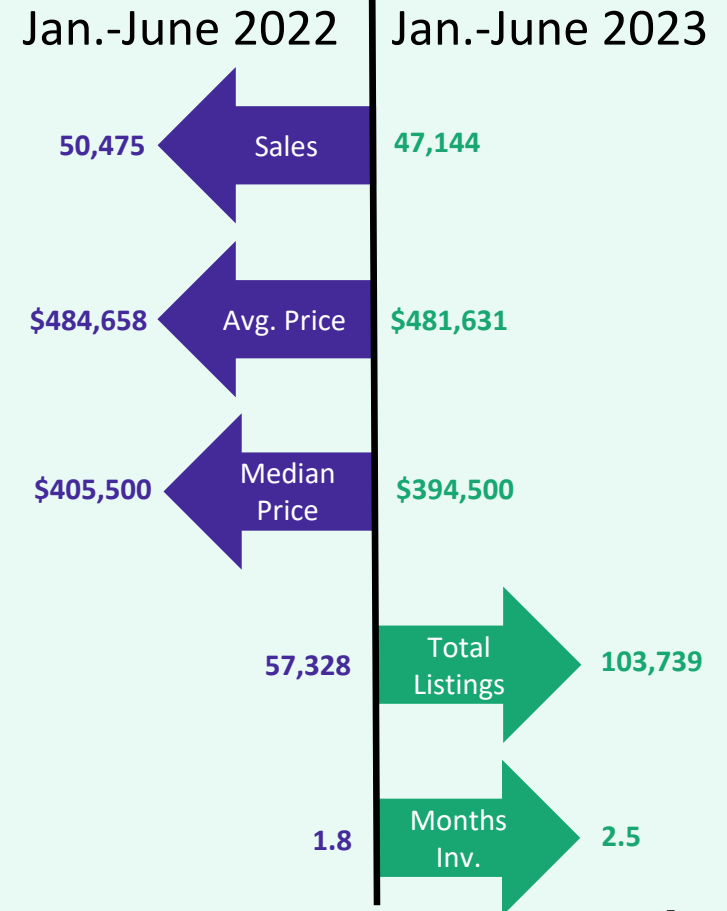 Jan.-June 2022
Jan.-June 2023
50,475
Sales
47,144
$484,658
Avg. Price
$481,631
$405,500
Median
Price
$394,500
57,328
Total
Listings
103,739
1.8
Months
Inv.
2.5